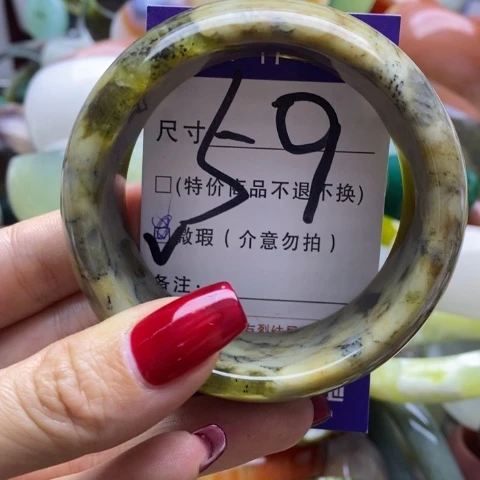 尺寸 59
□(特价商品不退不换)
微瑕(介意勿拍)
备注: